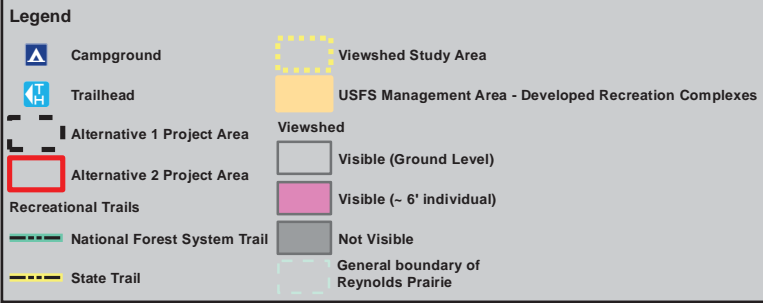 Legend
Campground
TH
Trailhead
Alternative 1 Project Area
Alternative 2 Project Area
Recreational Trails
National Forest System Trail
State Trail
Viewshed Study Area
USFS Management Area - Developed Recreation Complexes
Viewshed
Visible (Ground Level)
Visible (~ 6' individual)
Not Visible
General boundary of
Reynolds Prairie